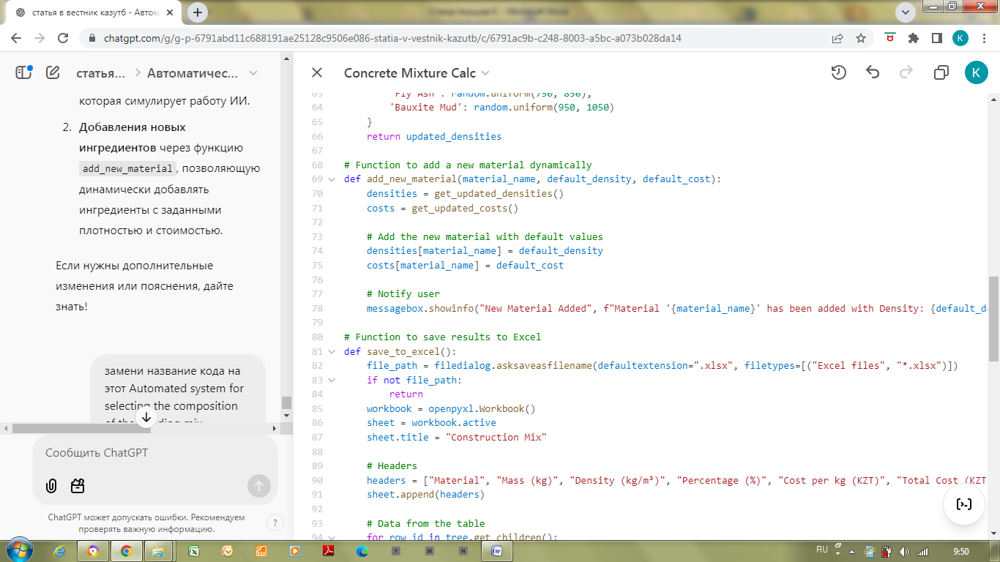 статья в вестник казутб - Автом
chatgpt.com/g/g-p-6791abd11c688191ae25128c9506e086-statia-v-vestnik-kazutb/c/6791ac9b-c248-8003-a5bc-a073b028da14
K
статья... > Автоматичес...
которая симулирует работу ИИ.
2. Добавления новых
ингредиентов через функцию
add_new_material, позволяющую
динамически добавлять
ингредиенты с заданными
плотностью и стоимостью.
Если нужны дополнительные
изменения или пояснения, дайте
знать!
замени название кода на
этот Automated system for
selecting the composition
Сообщить ChatGPT
ChatGPT может допускать ошибки. Рекомендуем
проверять важную информацию.
?
Concrete Mixture Calc
K
63 'Fly Ash': random.uniform(750, 850),
64 'Bauxite Mud': random.uniform(950, 1050)
65 }
66 return updated_densities
67
68 # Function to add a new material dynamically
69 def add_new_material(material_name, default_density, default_cost):
70 densities = get_updated_densities()
71 costs = get_updated_costs()
72
73 # Add the new material with default values
74 densities[material_name] = default_density
75 costs[material_name] = default_cost
76
77 # Notify user
78 messagebox.showinfo("New Material Added", f"Material '{material_name}' has been added with Density: {default_d
79
80 # Function to save results to Excel
81 def save_to_excel():
82 file_path = filedialog.asksaveasfilename(defaultextension=".xlsx", filetypes=[("Excel files", "*.xlsx")])
83 if not file_path:
84 return
85 workbook = openpyxl.Workbook()
86 sheet = workbook.active
87 sheet.title = "Construction Mix"
88
89 # Headers
90 headers = ["Material", "Mass (kg)", "Density (kg/m³)", "Percentage (%)", "Cost per kg (KZT)", "Total Cost (KZT
91 sheet.append(headers)
92
93 # Data from the table
94 for row_id in tree.get_children():
RU
9:50